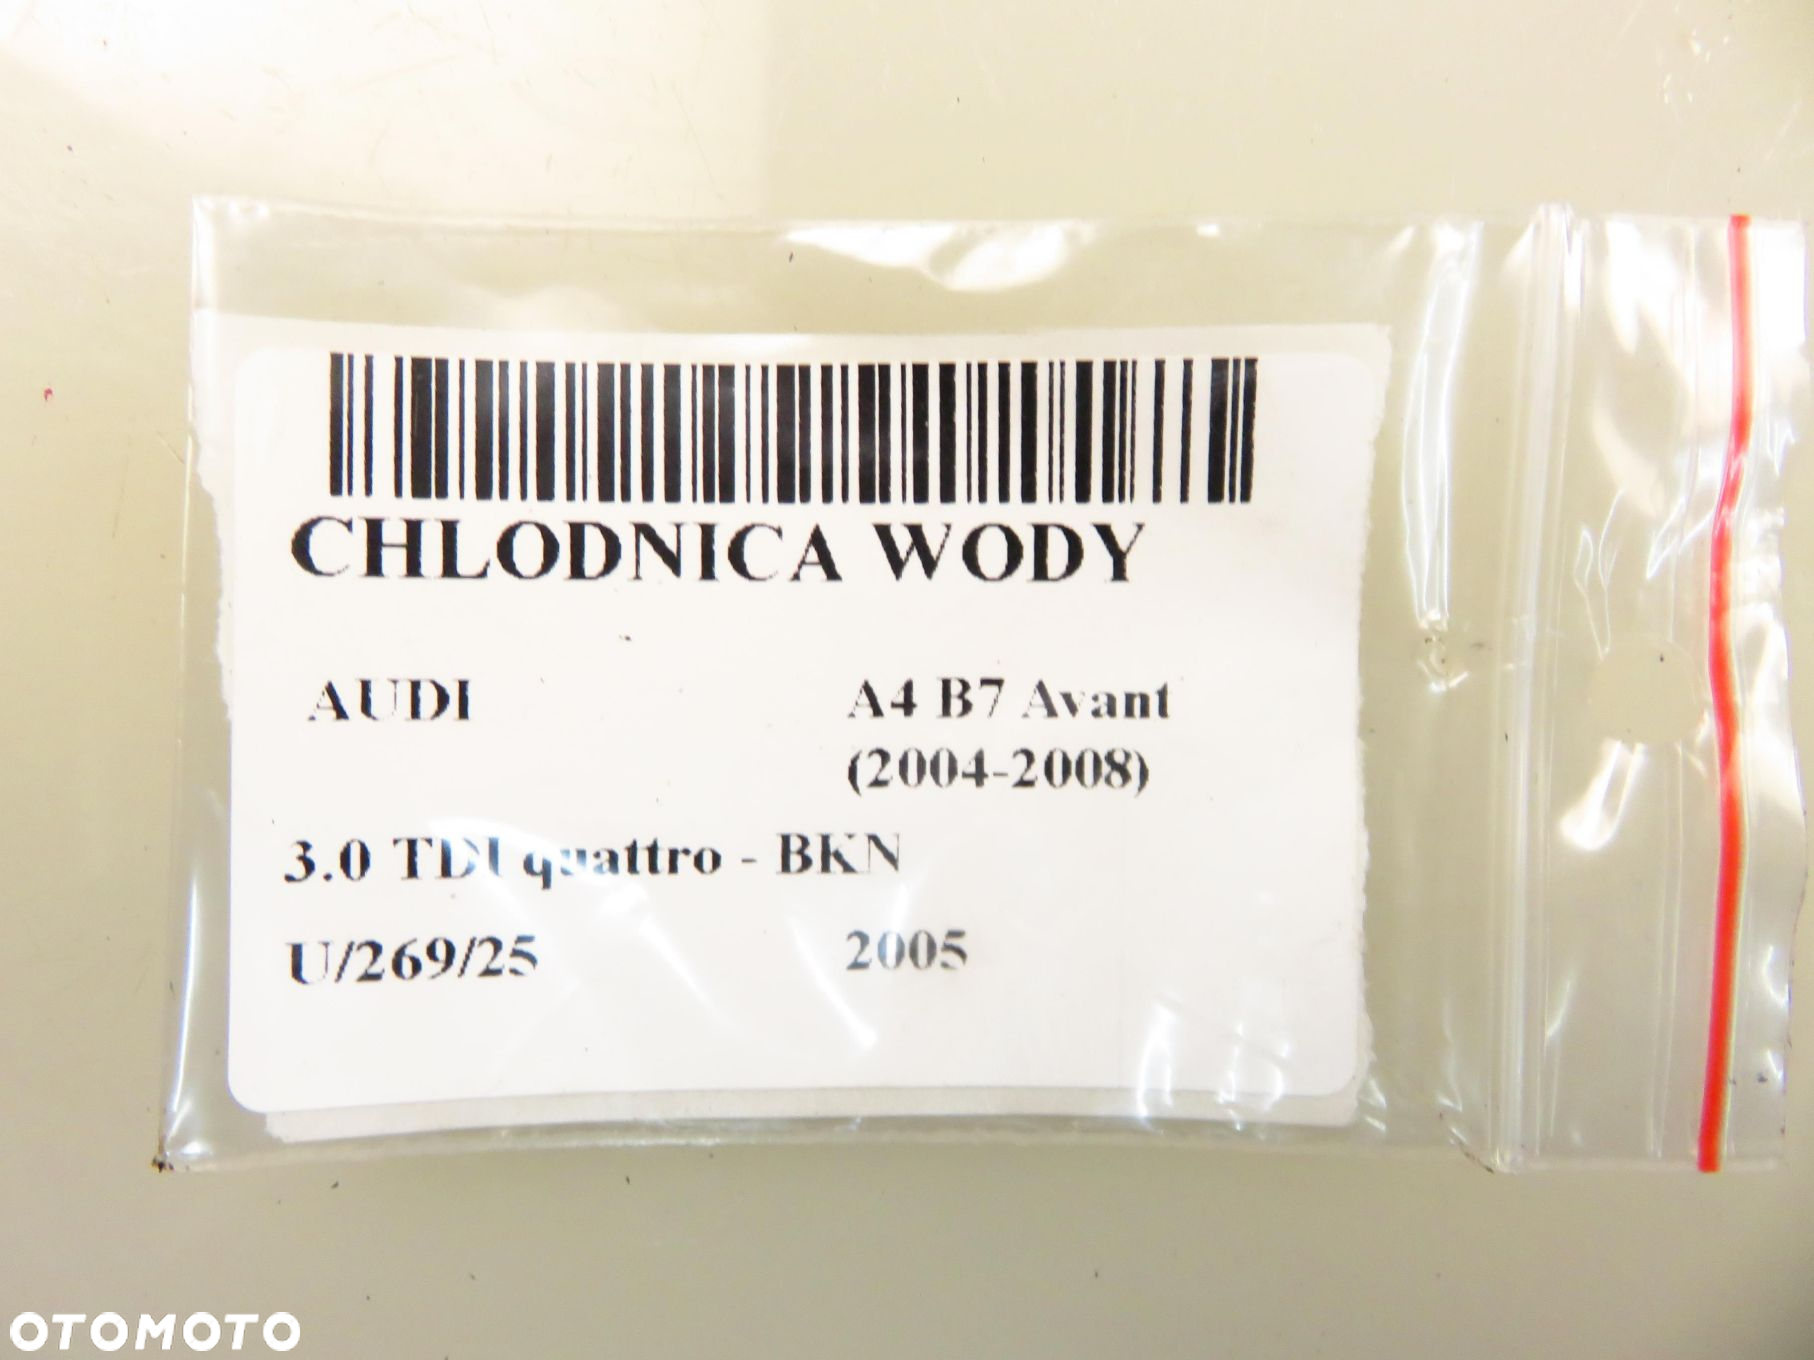 CHLODNICA WODY
AUDI A4 B7 Avant
(2004-2008)
3.0 TDI quattro - BKN
U/269/25 2005
OTOMOTO